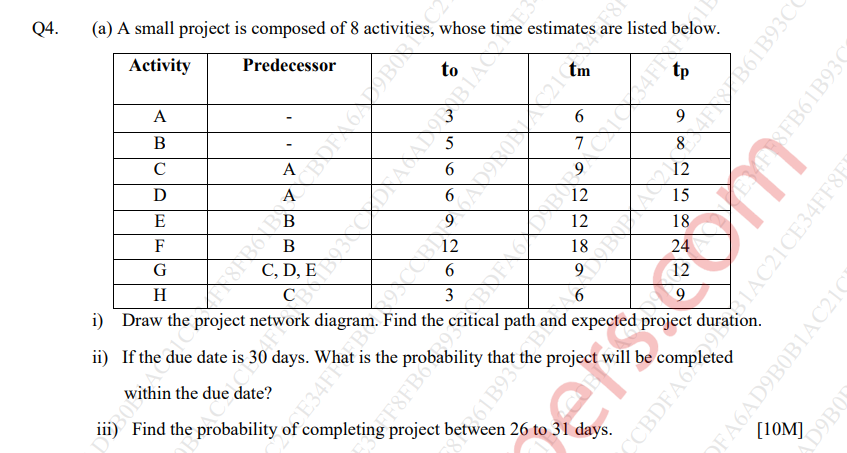 Q4. (a) A small project is composed of 8 activities, whose time estimates are listed below.
Activity Predecessor to tm tp
A - 3 6 9
B - 5 7 8
C A 6 9 12
D A 6 12 15
E B 9 12 18
F B 12 18 24
G C, D, E 6 9 12
H C 3 6 9
i) Draw the project network diagram. Find the critical path and expected project duration.
ii) If the due date is 30 days. What is the probability that the project will be completed
within the due date?
iii) Find the probability of completing project between 26 to 31 days. [10M]